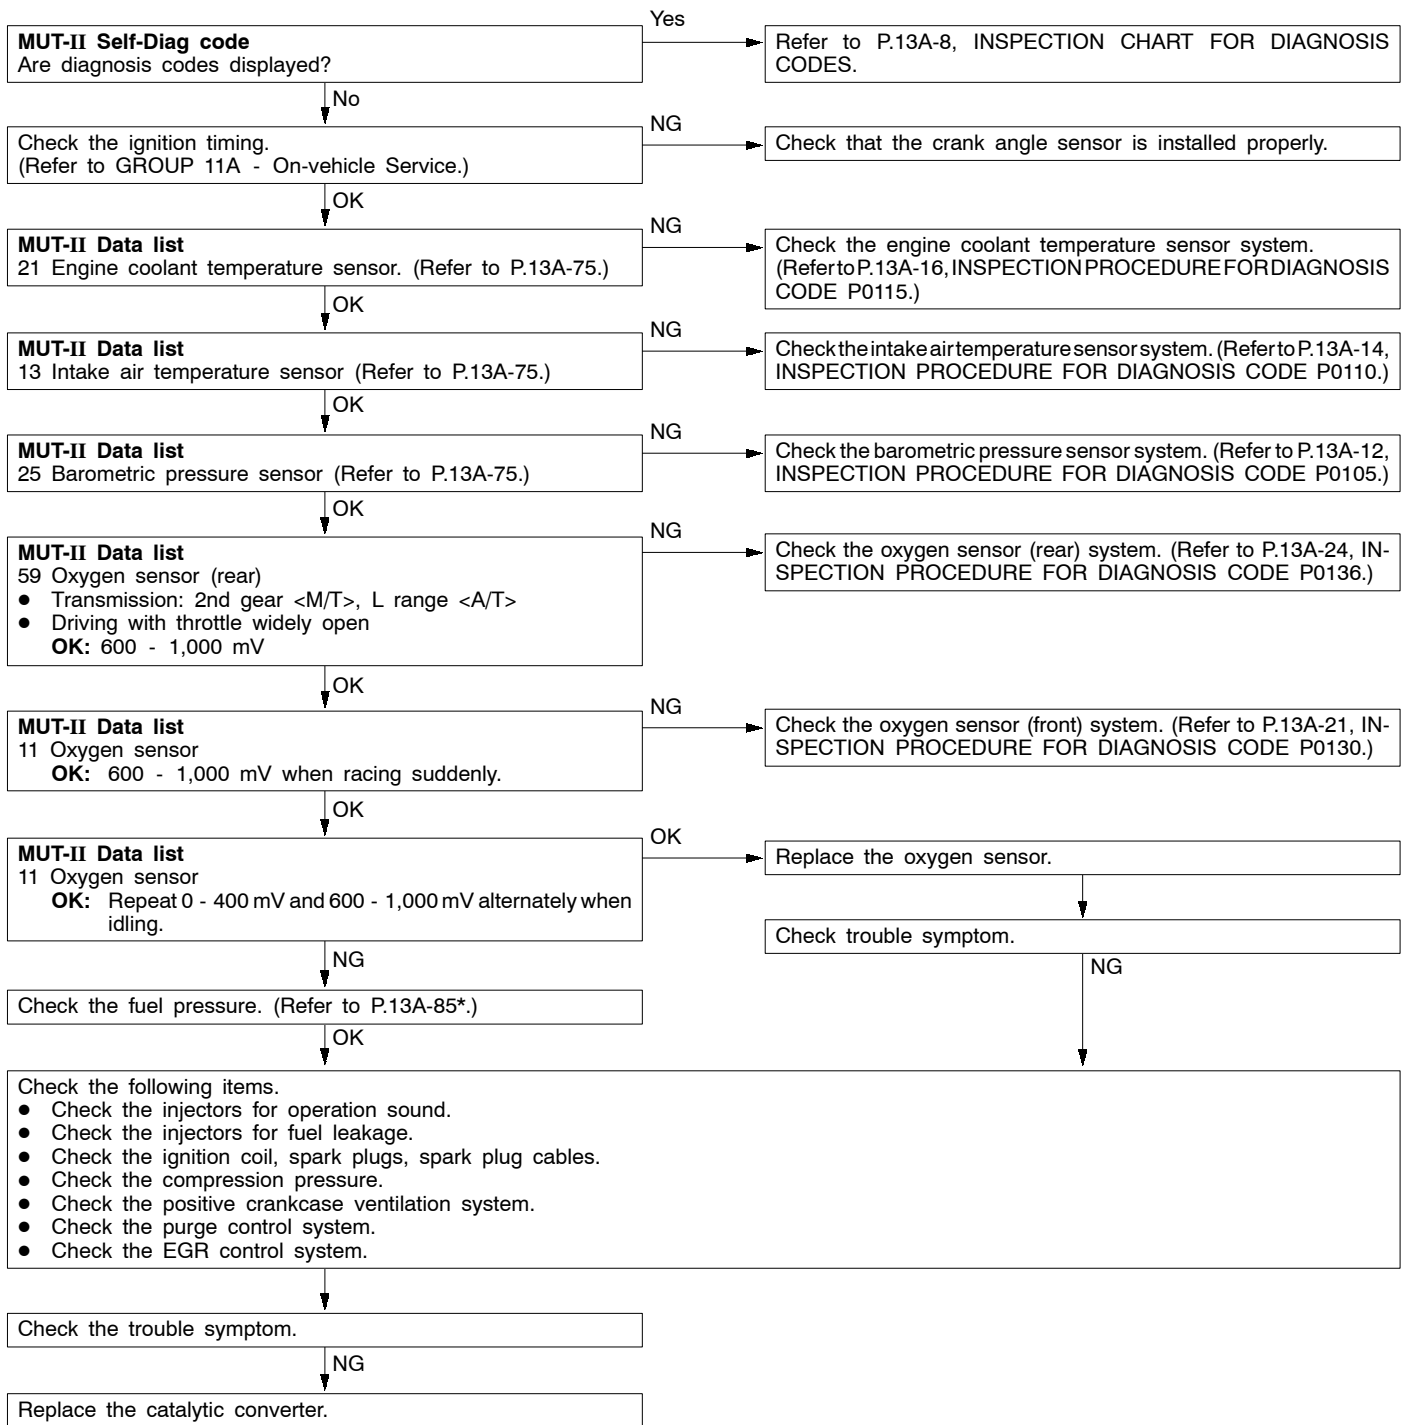 MUT-II Self-Diag code
Are diagnosis codes displayed?
Yes
Refer to P.13A-8, INSPECTION CHART FOR DIAGNOSIS
CODES.
No
Check the ignition timing.
(Refer to GROUP 11A - On-vehicle Service.)
NG
Check that the crank angle sensor is installed properly.
OK
MUT-II Data list
21 Engine coolant temperature sensor. (Refer to P.13A-75.)
NG
Check the engine coolant temperature sensor system.
(Refer to P.13A-16, INSPECTION PROCEDURE FOR DIAGNOSIS
CODE P0115.)
OK
MUT-II Data list
13 Intake air temperature sensor (Refer to P.13A-75.)
NG
Check the intake air temperature sensor system. (Refer to P.13A-14,
INSPECTION PROCEDURE FOR DIAGNOSIS CODE P0110.)
OK
MUT-II Data list
25 Barometric pressure sensor (Refer to P.13A-75.)
NG
Check the barometric pressure sensor system. (Refer to P.13A-12,
INSPECTION PROCEDURE FOR DIAGNOSIS CODE P0105.)
OK
MUT-II Data list
59 Oxygen sensor (rear)
● Transmission: 2nd gear <M/T>, L range <A/T>
● Driving with throttle widely open
OK: 600 - 1,000 mV
NG
Check the oxygen sensor (rear) system. (Refer to P.13A-24, IN-
SPECTION PROCEDURE FOR DIAGNOSIS CODE P0136.)
OK
MUT-II Data list
11 Oxygen sensor
OK: 600 - 1,000 mV when racing suddenly.
NG
Check the oxygen sensor (front) system. (Refer to P.13A-21, IN-
SPECTION PROCEDURE FOR DIAGNOSIS CODE P0130.)
OK
MUT-II Data list
11 Oxygen sensor
OK: Repeat 0 - 400 mV and 600 - 1,000 mV alternately when
idling.
OK
Replace the oxygen sensor.
Check trouble symptom.
NG
NG
Check the fuel pressure. (Refer to P.13A-85*.)
OK
Check the following items.
● Check the injectors for operation sound.
● Check the injectors for fuel leakage.
● Check the ignition coil, spark plugs, spark plug cables.
● Check the compression pressure.
● Check the positive crankcase ventilation system.
● Check the purge control system.
● Check the EGR control system.
Check the trouble symptom.
NG
Replace the catalytic converter.